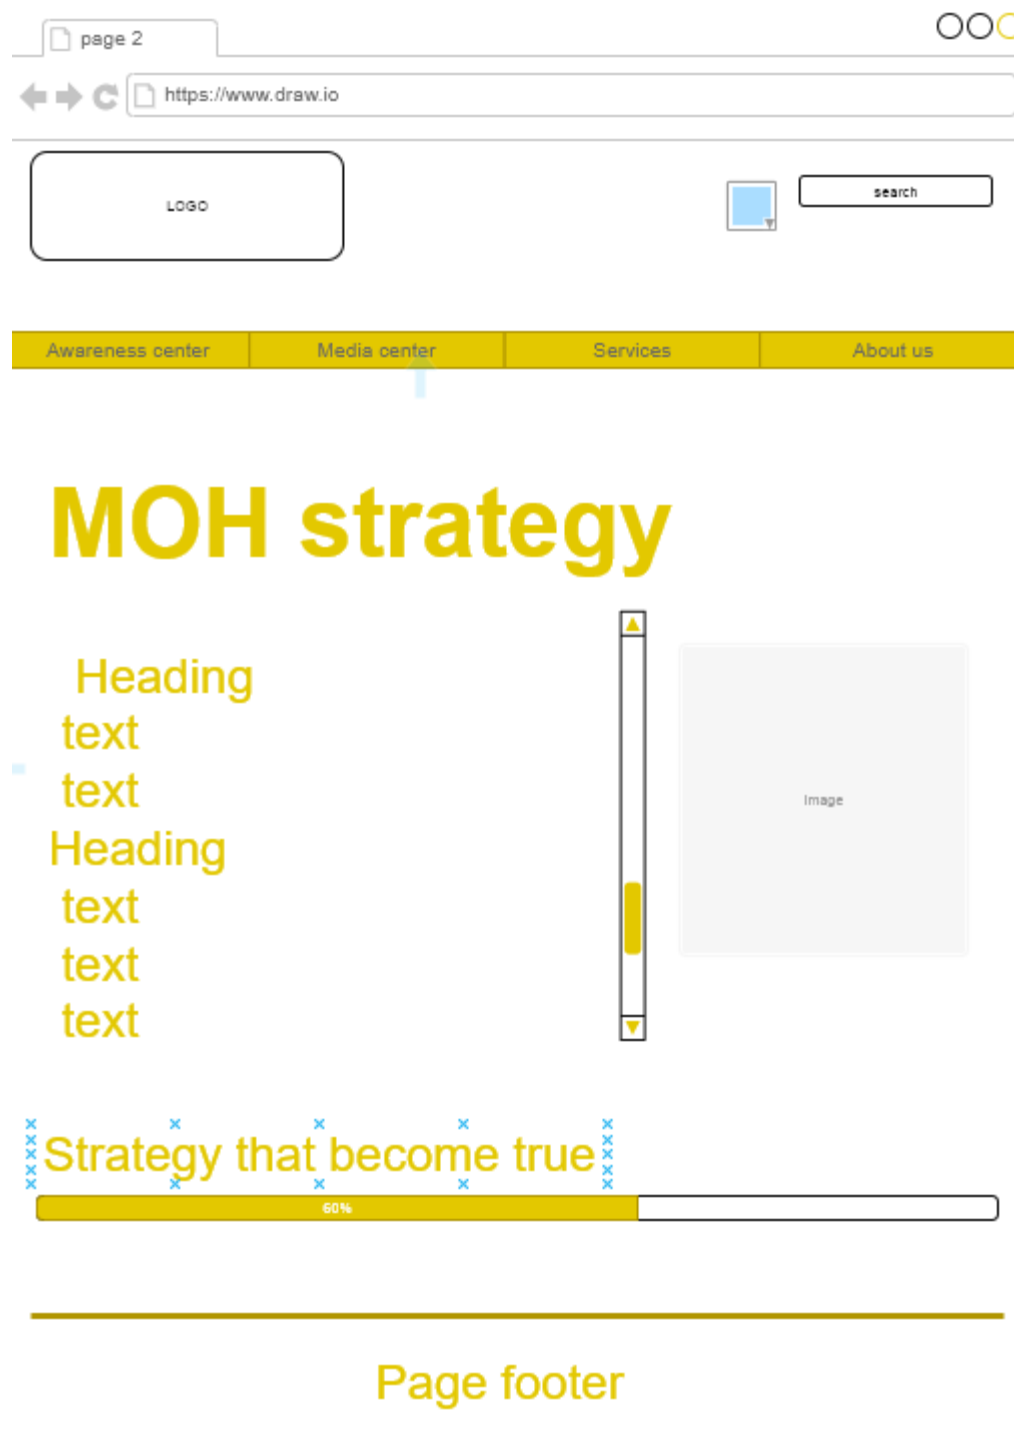 page 2
https://www.draw.io
LOGO
search
Awareness center Media center Services About us
MOH strategy
Heading
text
text
Heading
text
text
text
Image
Strategy that become true
60%
Page footer